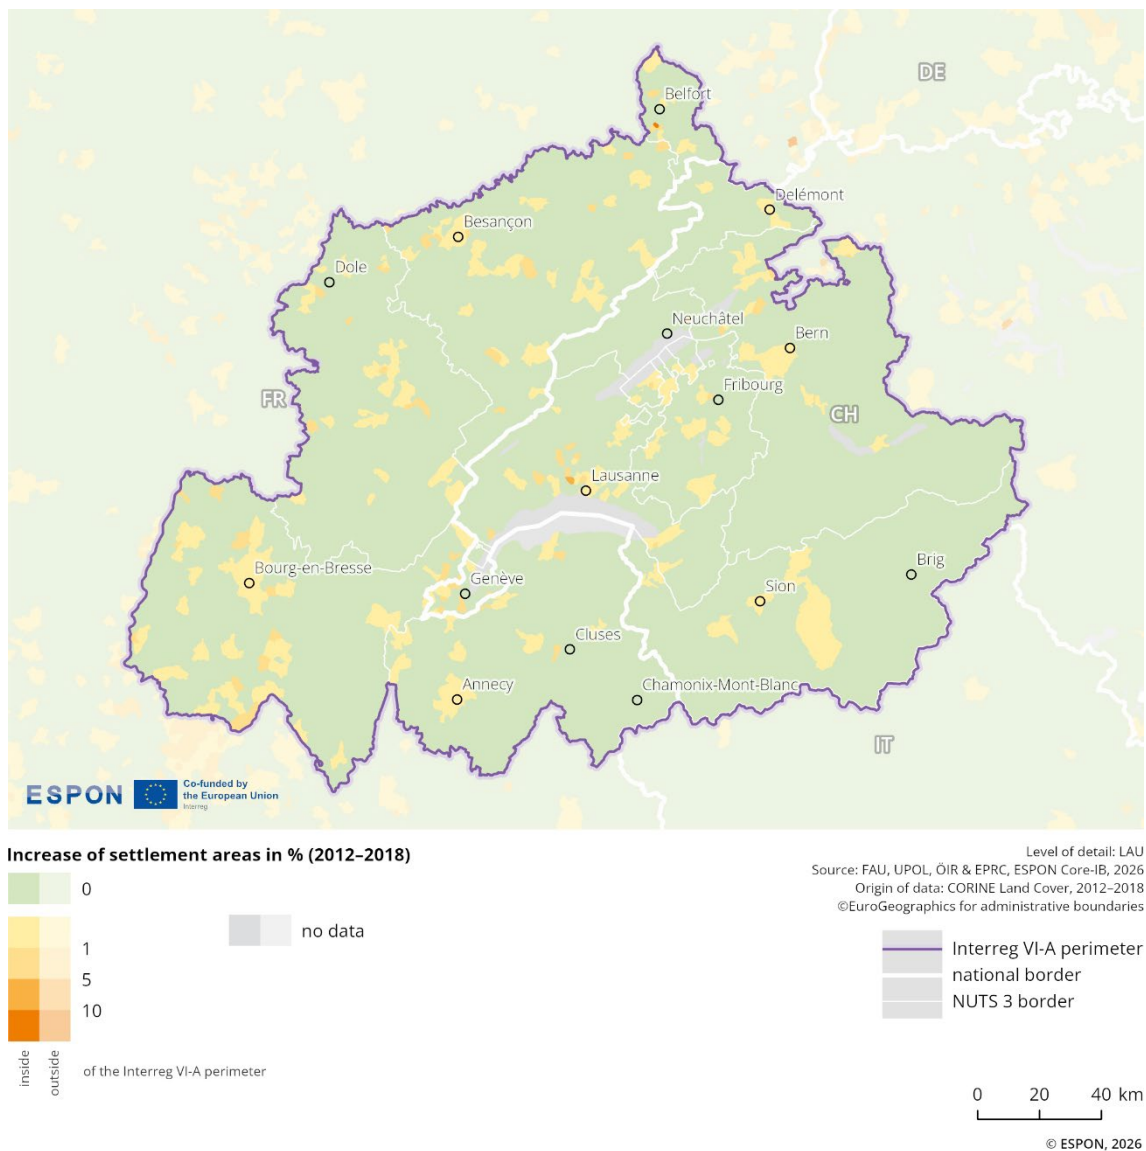 DE
Belfort
Delémont
Besançon
Dole
Neuchâtel
Bern
FR
Fribourg
CH
Lausanne
Bourg-en-Bresse
Genève
Brig
Sion
Cluses
Annecy
Chamonix-Mont-Blanc
IT
ESPON
Co-funded by
the European Union
Interreg
Increase of settlement areas in % (2012–2018)
0
1
5
10
no data
inside
outside
of the Interreg VI-A perimeter
Level of detail: LAU
Source: FAU, UPOL, ÖIR & EPRC, ESPON Core-IB, 2026
Origin of data: CORINE Land Cover, 2012–2018
©EuroGeographics for administrative boundaries
Interreg VI-A perimeter
national border
NUTS 3 border
0 20 40 km
© ESPON, 2026